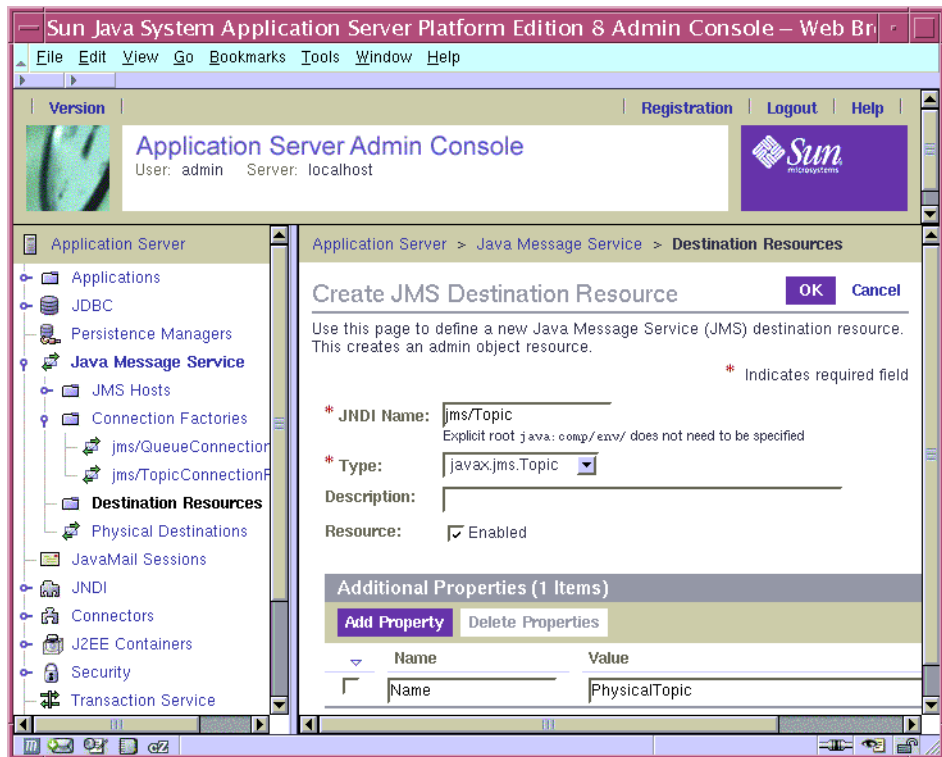 Sun Java System Application Server Platform Edition 8 Admin Console – Web Br
File Edit View Go Bookmarks Tools Window Help
Version
Registration Logout Help
Application Server Admin Console
User: admin Server: localhost
Sun
microsystems
Application Server
Applications
JDBC
Persistence Managers
Java Message Service
JMS Hosts
Connection Factories
jms/QueueConnection
jms/TopicConnectionF
Destination Resources
Physical Destinations
JavaMail Sessions
JNDI
Connectors
J2EE Containers
Security
Transaction Service
Application Server > Java Message Service > Destination Resources
Create JMS Destination Resource
OK Cancel
Use this page to define a new Java Message Service (JMS) destination resource.
This creates an admin object resource.
* Indicates required field
* JNDI Name: jms/Topic
Explicit root java:comp/env/ does not need to be specified
* Type: javax.jms.Topic
Description:
Resource: Enabled
Additional Properties (1 Items)
Add Property Delete Properties
Name Value
Name PhysicalTopic